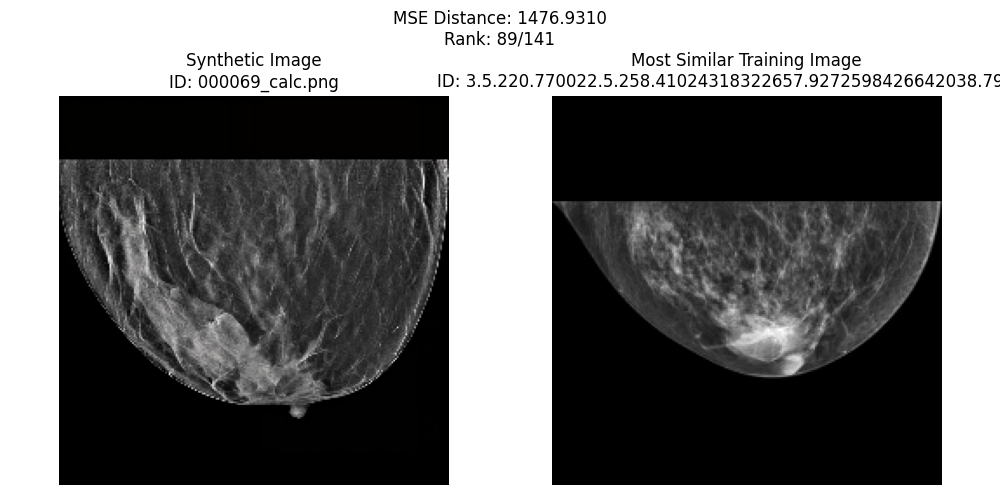 MSE Distance: 1476.9310
Rank: 89/141
Synthetic Image
ID: 000069_calc.png
Most Similar Training Image
ID: 3.5.220.770022.5.258.41024318322657.9272598426642038.79